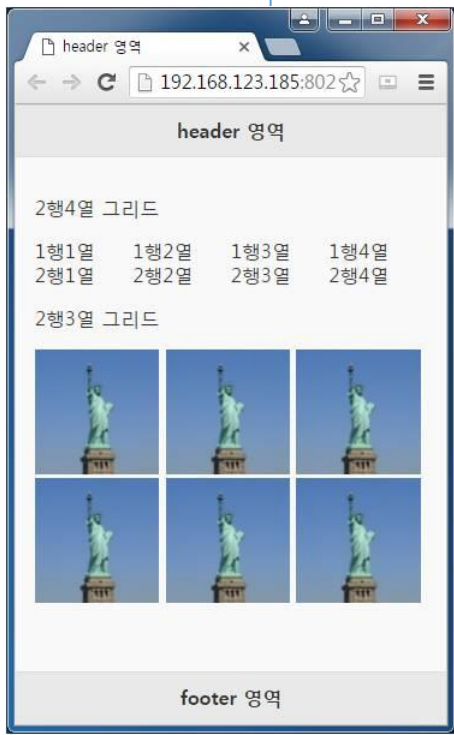 header 영역
192.168.123.185:802
header 영역
2행4열 그리드
1행1열 1행2열 1행3열 1행4열
2행1열 2행2열 2행3열 2행4열
2행3열 그리드
footer 영역